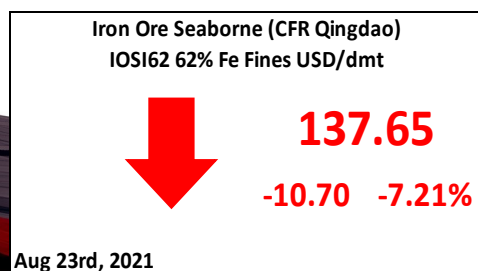 Iron Ore Seaborne (CFR Qingdao)
IOSI62 62% Fe Fines USD/dmt
137.65
-10.70 -7.21%
Aug 23rd, 2021